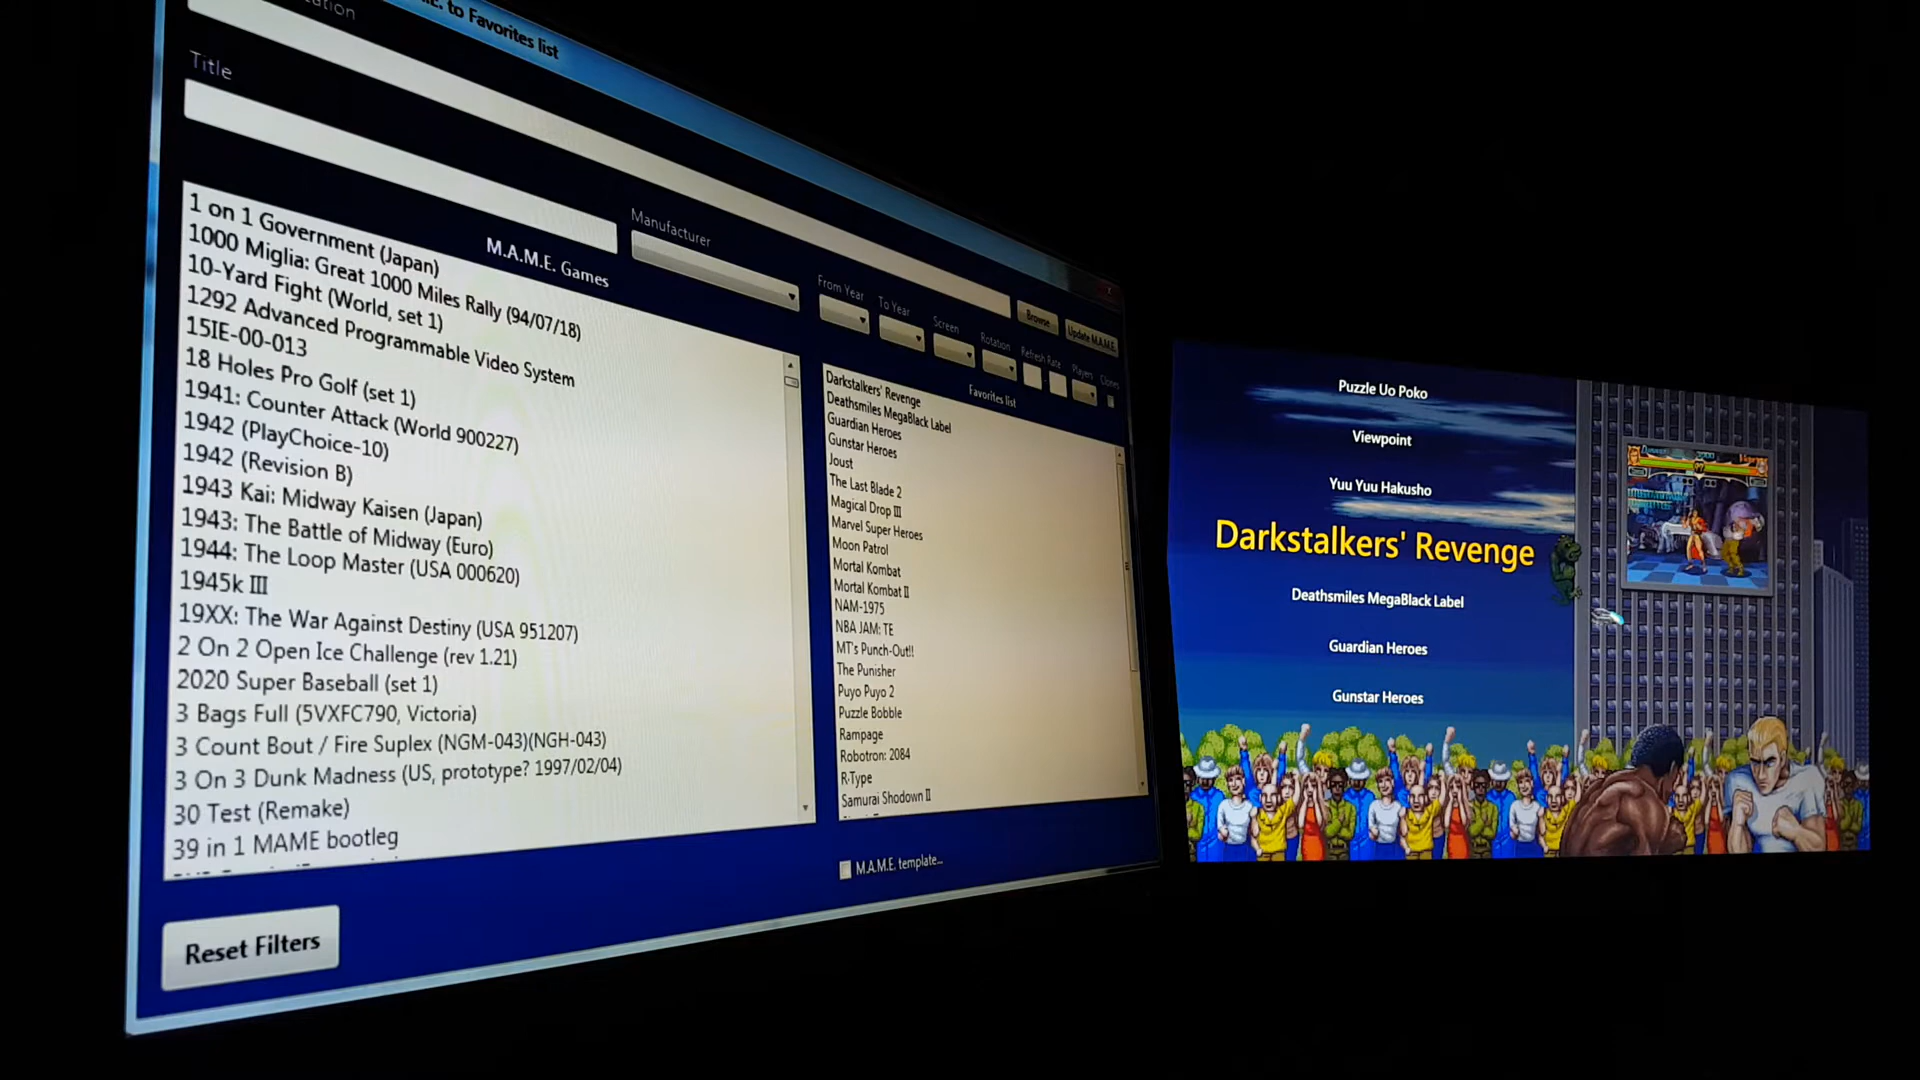 to Favorites list
Title
M.A.M.E. Games
Manufacturer
From Year
To Year
Screen
Rotation
Refresh Rate
Players
Clones
Browse
Update M.A.M.E.
1 on 1 Government (Japan)
1000 Miglia: Great 1000 Miles Rally (94/07/18)
10-Yard Fight (World, set 1)
1292 Advanced Programmable Video System
15IE-00-013
18 Holes Pro Golf (set 1)
1941: Counter Attack (World 900227)
1942 (PlayChoice-10)
1942 (Revision B)
1943 Kai: Midway Kaisen (Japan)
1943: The Battle of Midway (Euro)
1944: The Loop Master (USA 000620)
1945k III
19XX: The War Against Destiny (USA 951207)
2 On 2 Open Ice Challenge (rev 1.21)
2020 Super Baseball (set 1)
3 Bags Full (5VXFC790, Victoria)
3 Count Bout / Fire Suplex (NGM-043)(NGH-043)
3 On 3 Dunk Madness (US, prototype? 1997/02/04)
30 Test (Remake)
39 in 1 MAME bootleg
Reset Filters
Favorites list
Darkstalkers' Revenge
Deathsmiles MegaBlack Label
Guardian Heroes
Gunstar Heroes
Joust
The Last Blade 2
Magical Drop III
Marvel Super Heroes
Moon Patrol
Mortal Kombat
Mortal Kombat II
NAM-1975
NBA JAM: TE
MT's Punch-Out!!
The Punisher
Puyo Puyo 2
Puzzle Bobble
Rampage
Robotron: 2084
R-Type
Samurai Shodown II
M.A.M.E. template...
Puzzle Uo Poko
Viewpoint
Yuu Yuu Hakusho
Darkstalkers' Revenge
Deathsmiles MegaBlack Label
Guardian Heroes
Gunstar Heroes